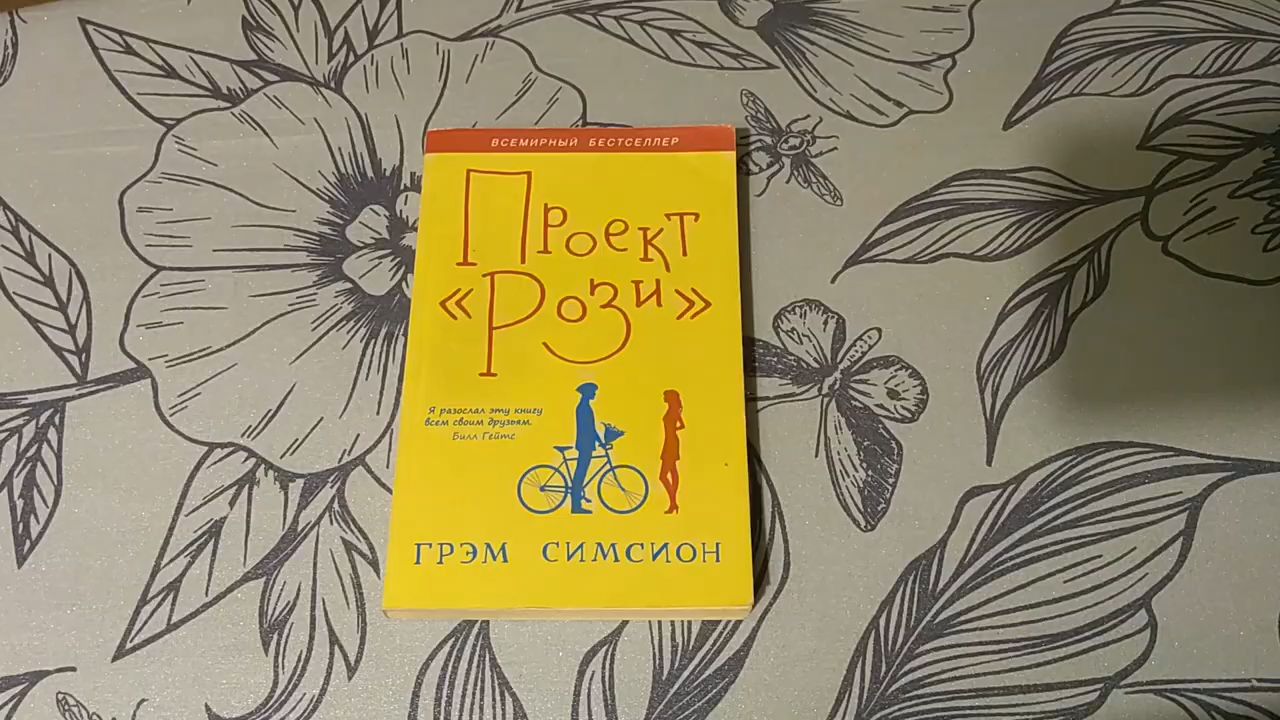 ВСЕМИРНЫЙ БЕСТСЕЛЛЕР
Проект
«Рози»
Я разослал эту книгу
всем своим друзьям.
Билл Гейтс
ГРЭМ СИМСИОН